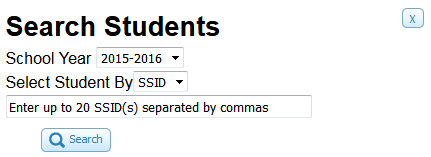 Search Students
x
School Year 2015-2016
Select Student By SSID
Enter up to 20 SSID(s) separated by commas
Search